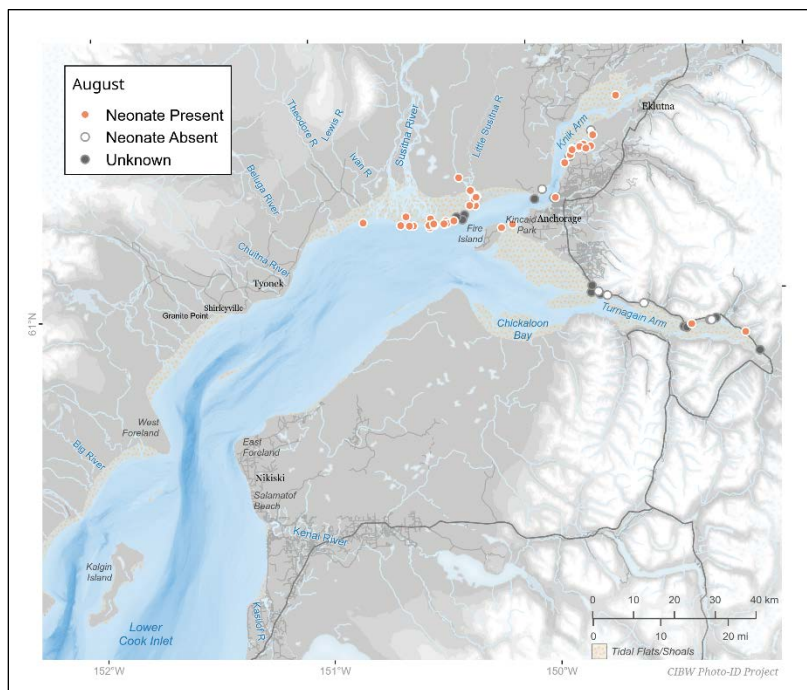 August
Neonate Present
Neonate Absent
Unknown
Eklutna
Knik Arm
Theodore R
Lewis R
Ivan R
Susitna River
Little Susitna R
Beluga River
Chuitna River
Tyonek
Shirleyville
Granite Point
Fire
Island
Kincaid
Park
Anchorage
61°N
Chickaloon
Bay
Turnagain Arm
West
Foreland
East
Foreland
Big River
Nikiski
Salamatof
Beach
Kenai River
Kalgin
Island
Kasilof R
Lower
Cook Inlet
0 10 20 30 40 km
0 10 20 mi
Tidal Flats/Shoals
CIBW Photo-ID Project
152°W
151°W
150°W